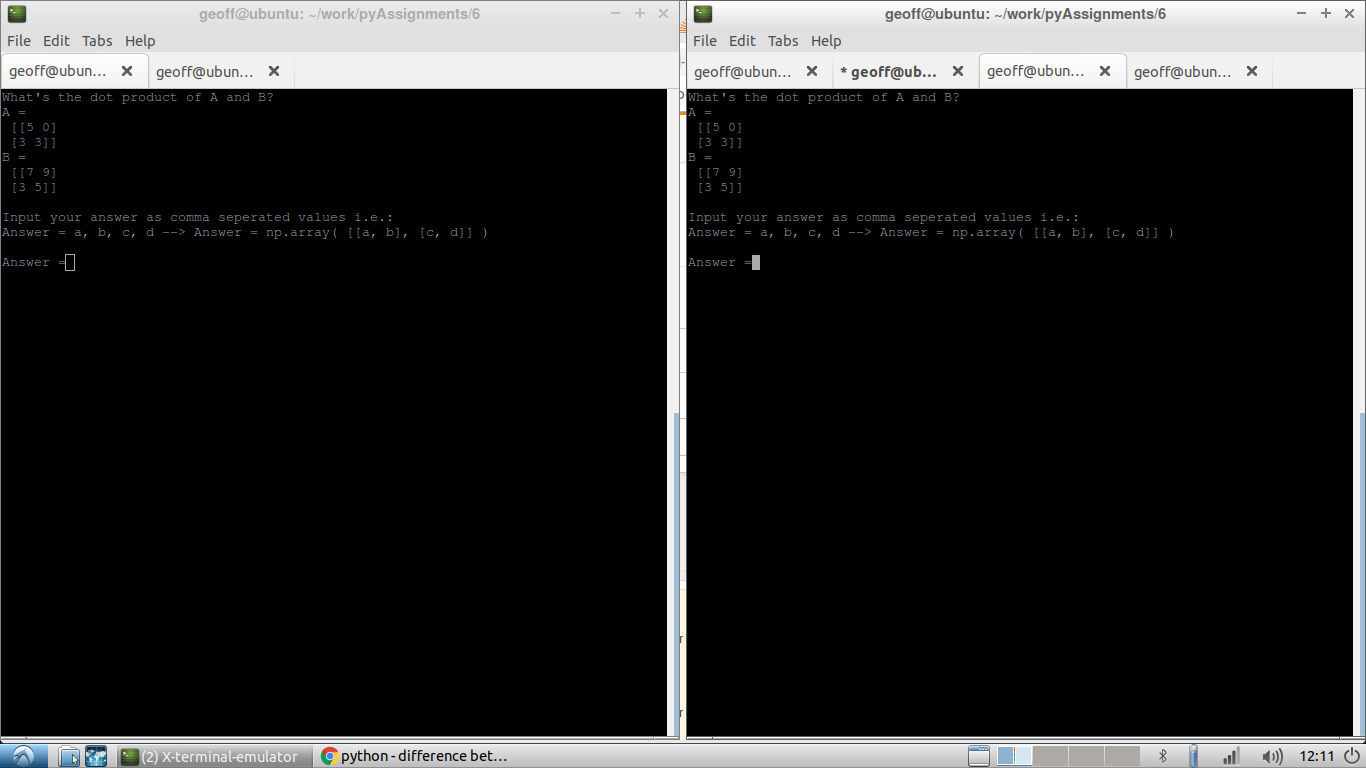 geoff@ubuntu: ~/work/pyAssignments/6
File Edit Tabs Help
geoff@ubun...
geoff@ubun...
What's the dot product of A and B?
A =
[[5 0]
[3 3]]
B =
[[7 9]
[3 5]]
Input your answer as comma seperated values i.e.:
Answer = a, b, c, d --> Answer = np.array( [[a, b], [c, d]] )
Answer =
geoff@ubuntu: ~/work/pyAssignments/6
File Edit Tabs Help
geoff@ubun...
* geoff@ub...
geoff@ubun...
geoff@ubun...
What's the dot product of A and B?
A =
[[5 0]
[3 3]]
B =
[[7 9]
[3 5]]
Input your answer as comma seperated values i.e.:
Answer = a, b, c, d --> Answer = np.array( [[a, b], [c, d]] )
Answer =
(2) X-terminal-emulator
python - difference bet...
12:11